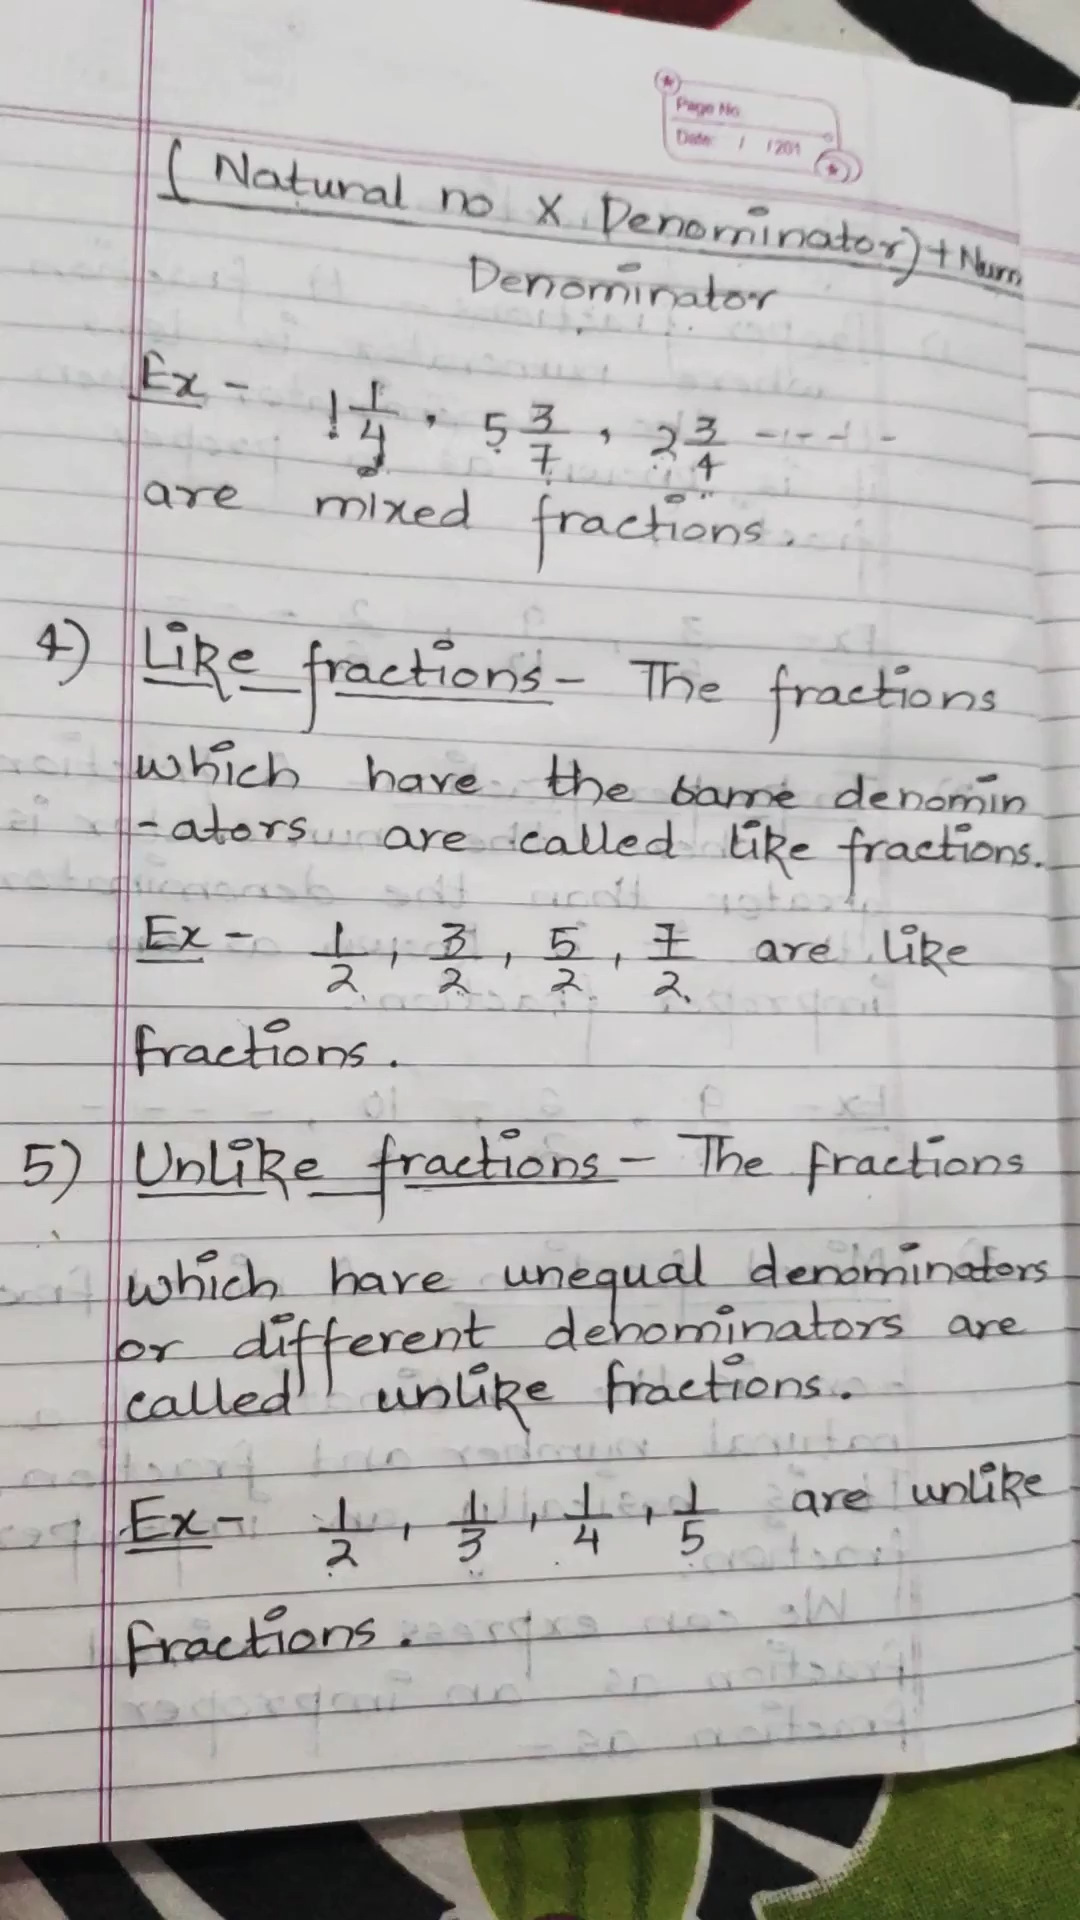 Page No.
Date: / /201
(Natural no X Denominator)+Num
Denominator
Ex - 1 1/4, 5 3/7, 2 3/4 ------
are mixed fractions.
4) Like fractions - The fractions
which have the same denomin
-ators are called like fractions.
Ex - 1/2, 3/2, 5/2, 7/2 are like
fractions.
5) Unlike fractions - The fractions
which have unequal denominators
or different denominators are
called unlike fractions.
Ex - 1/2, 1/3, 1/4, 1/5 are unlike
fractions.